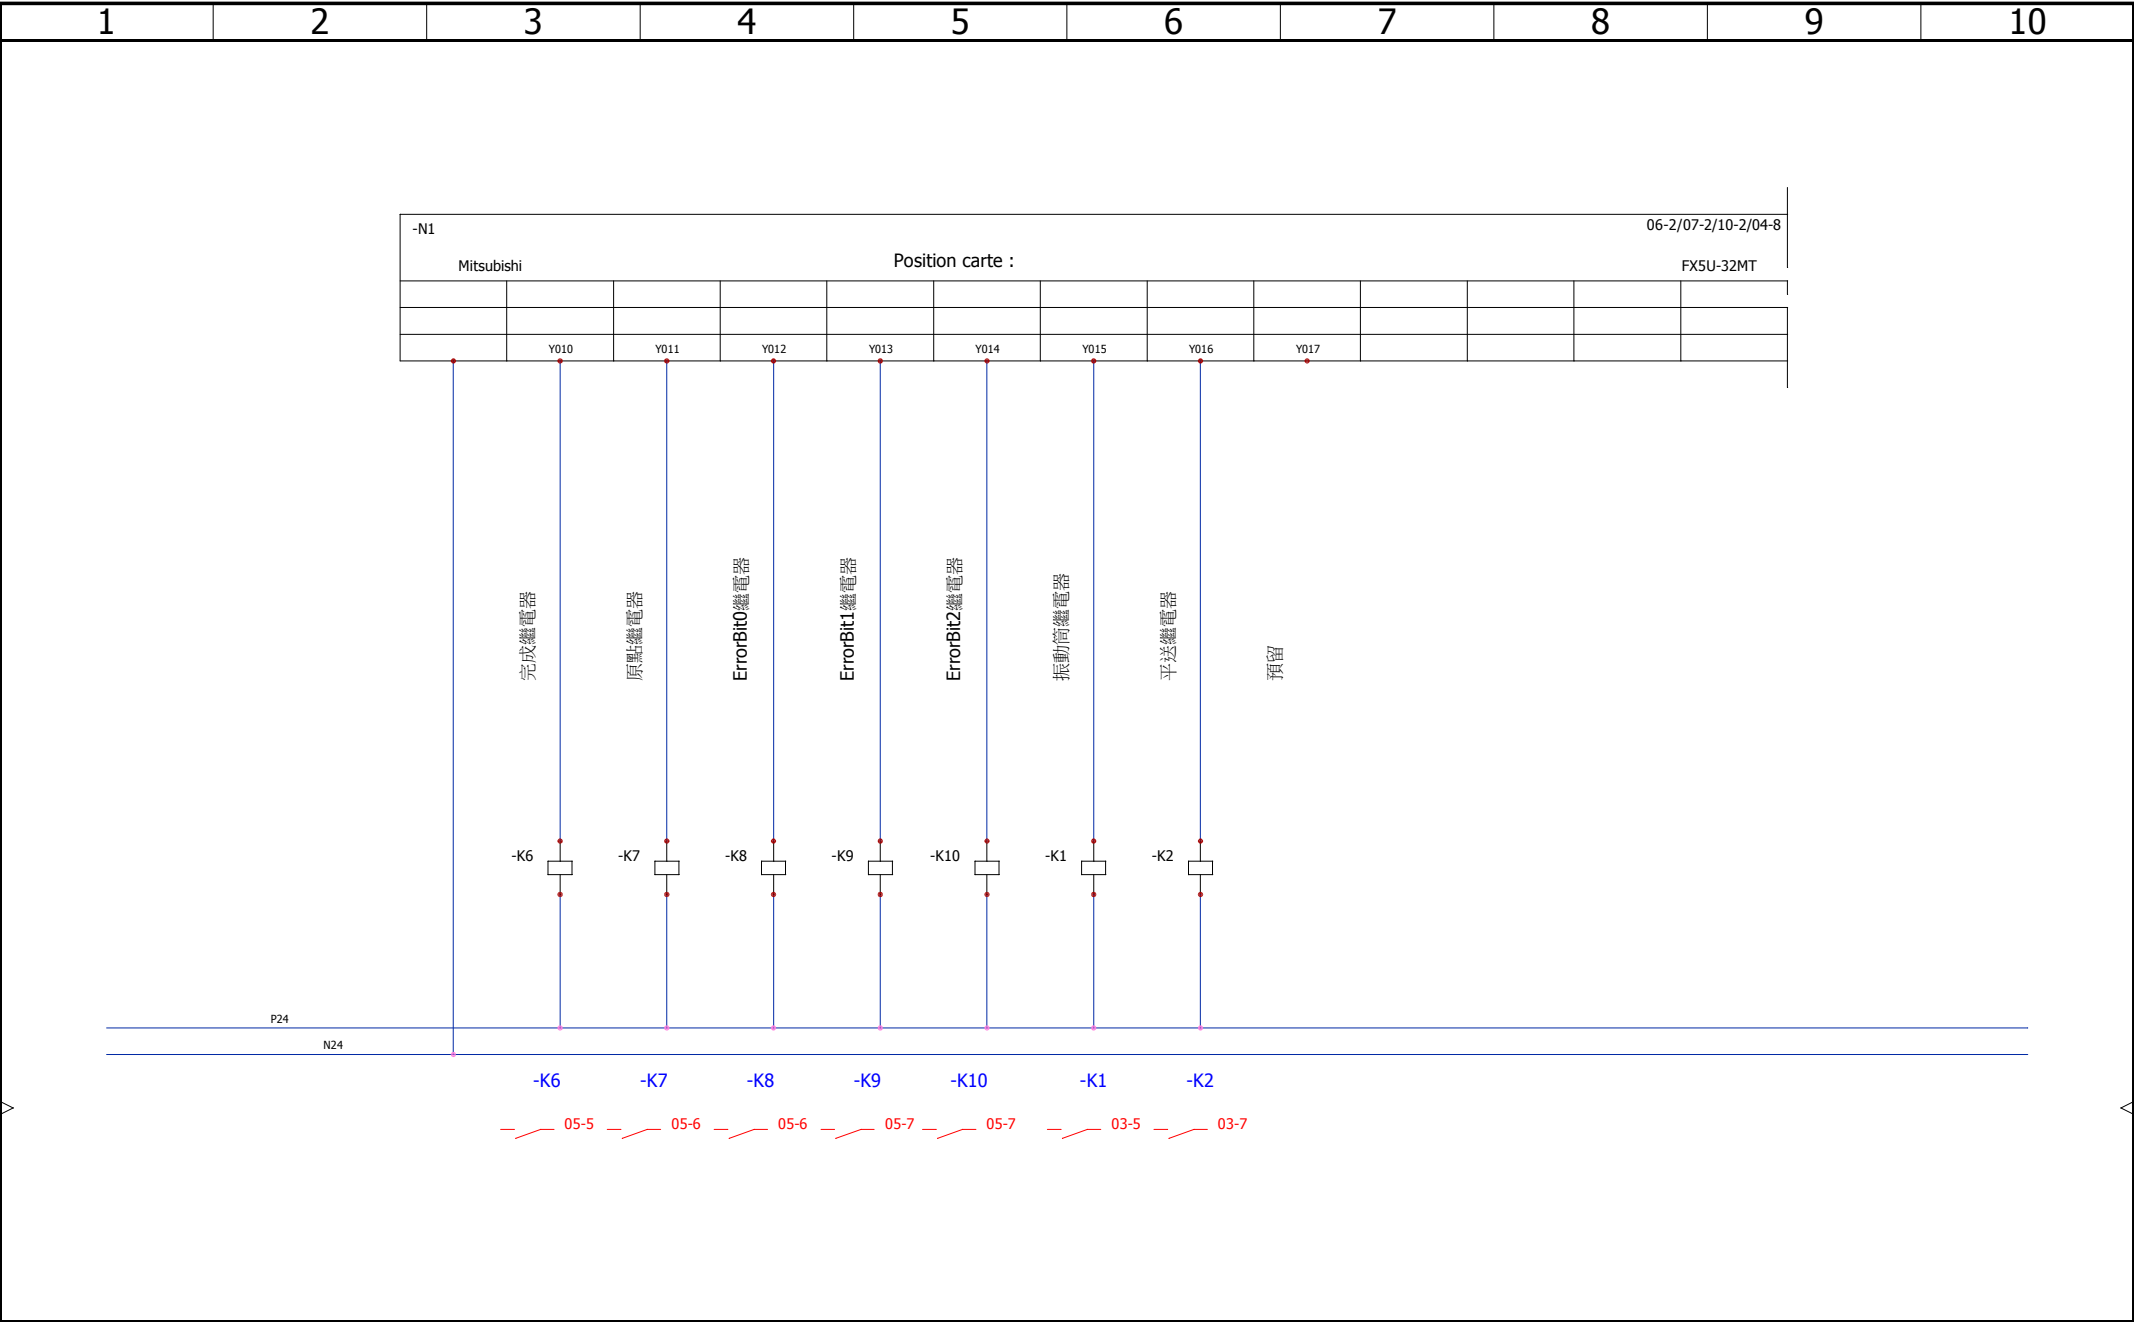 1 2 3 4 5 6 7 8 9 10
-N1 06-2/07-2/10-2/04-8
Mitsubishi Position carte : FX5U-32MT
Y010 Y011 Y012 Y013 Y014 Y015 Y016 Y017
完成繼電器
原點繼電器
ErrorBit0繼電器
ErrorBit1繼電器
ErrorBit2繼電器
振動筒繼電器
平送繼電器
預留
-K6 -K7 -K8 -K9 -K10 -K1 -K2
P24
N24
-K6 -K7 -K8 -K9 -K10 -K1 -K2
05-5 05-6 05-6 05-7 05-7 03-5 03-7